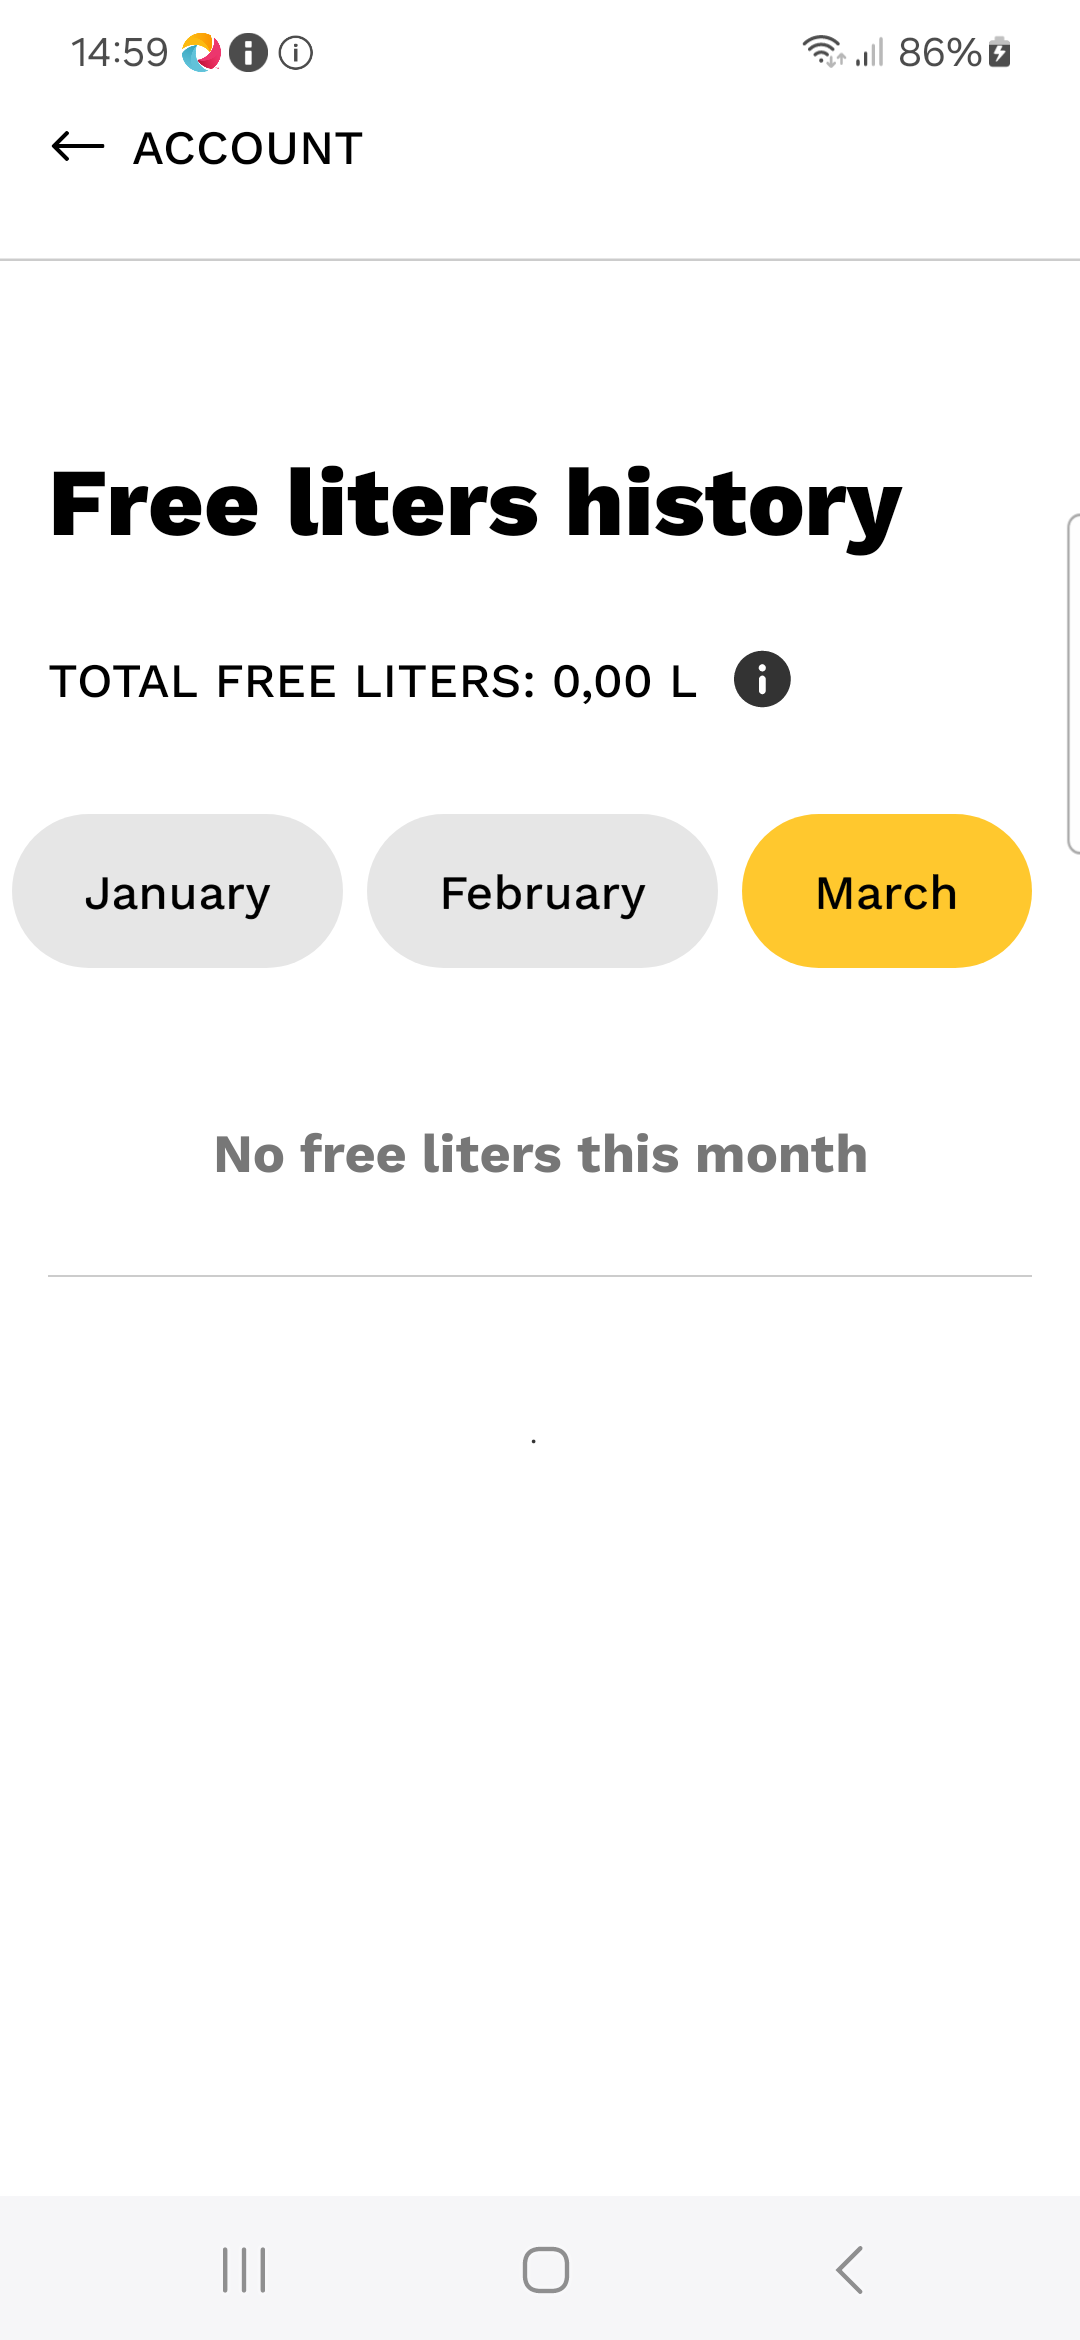 14:59
86%
ACCOUNT
Free liters history
TOTAL FREE LITERS: 0,00 L
January
February
March
No free liters this month
.